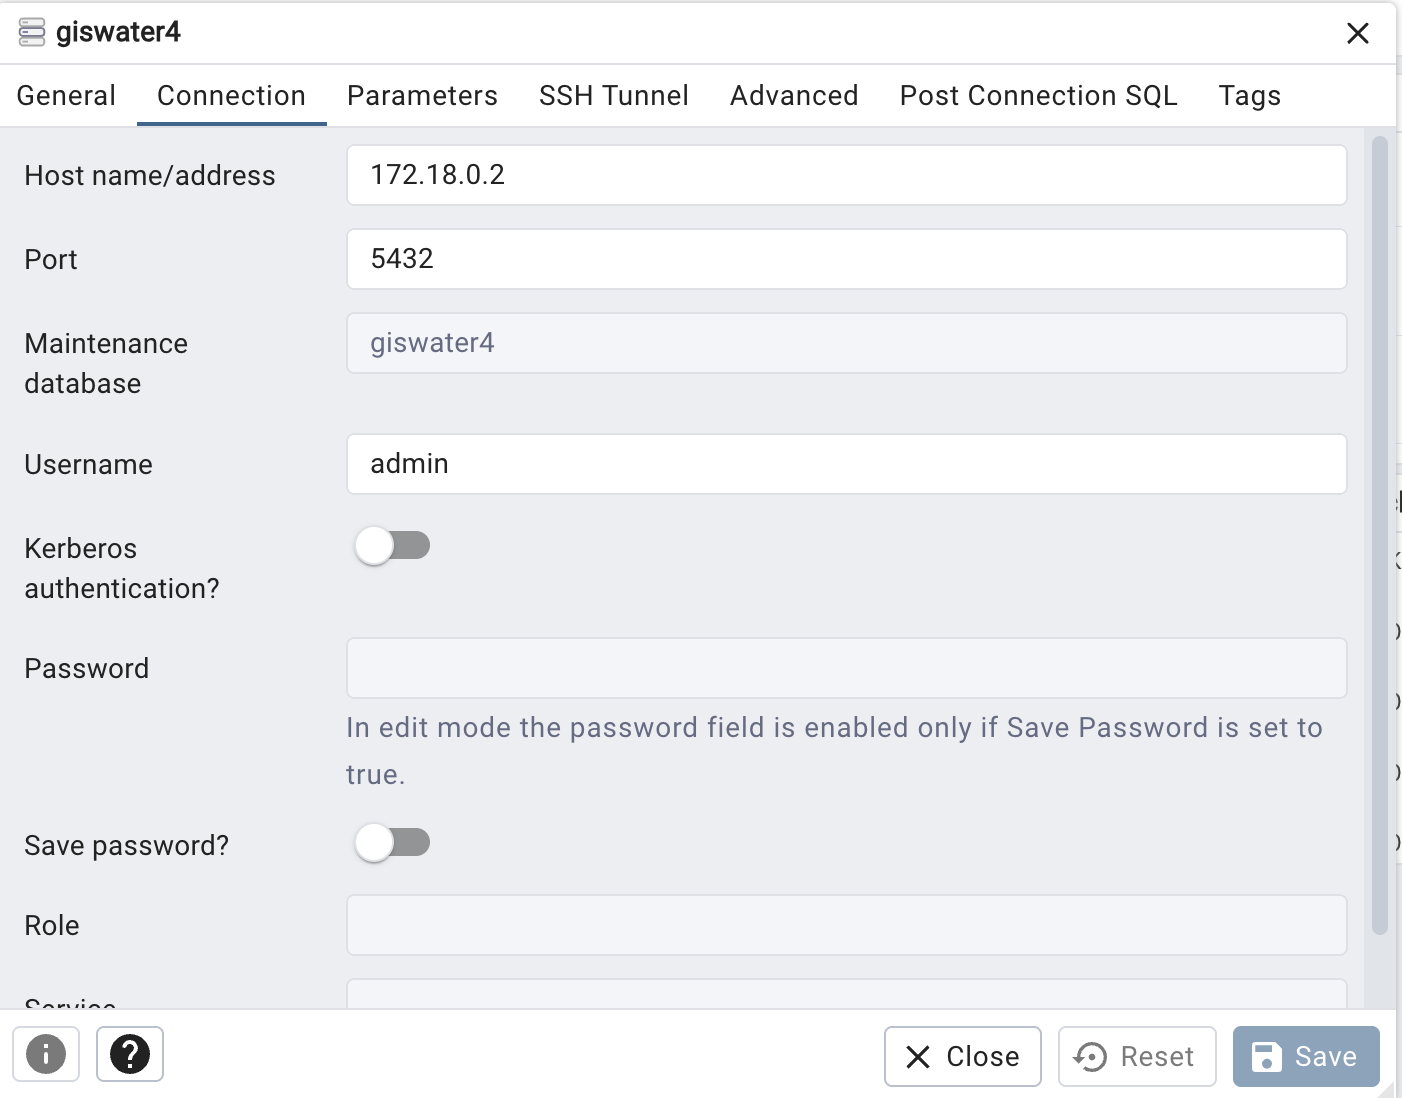 giswater4
General Connection Parameters SSH Tunnel Advanced Post Connection SQL Tags
Host name/address 172.18.0.2
Port 5432
Maintenance database giswater4
Username admin
Kerberos authentication?
Password
In edit mode the password field is enabled only if Save Password is set to
true.
Save password?
Role
Service
Close Reset Save